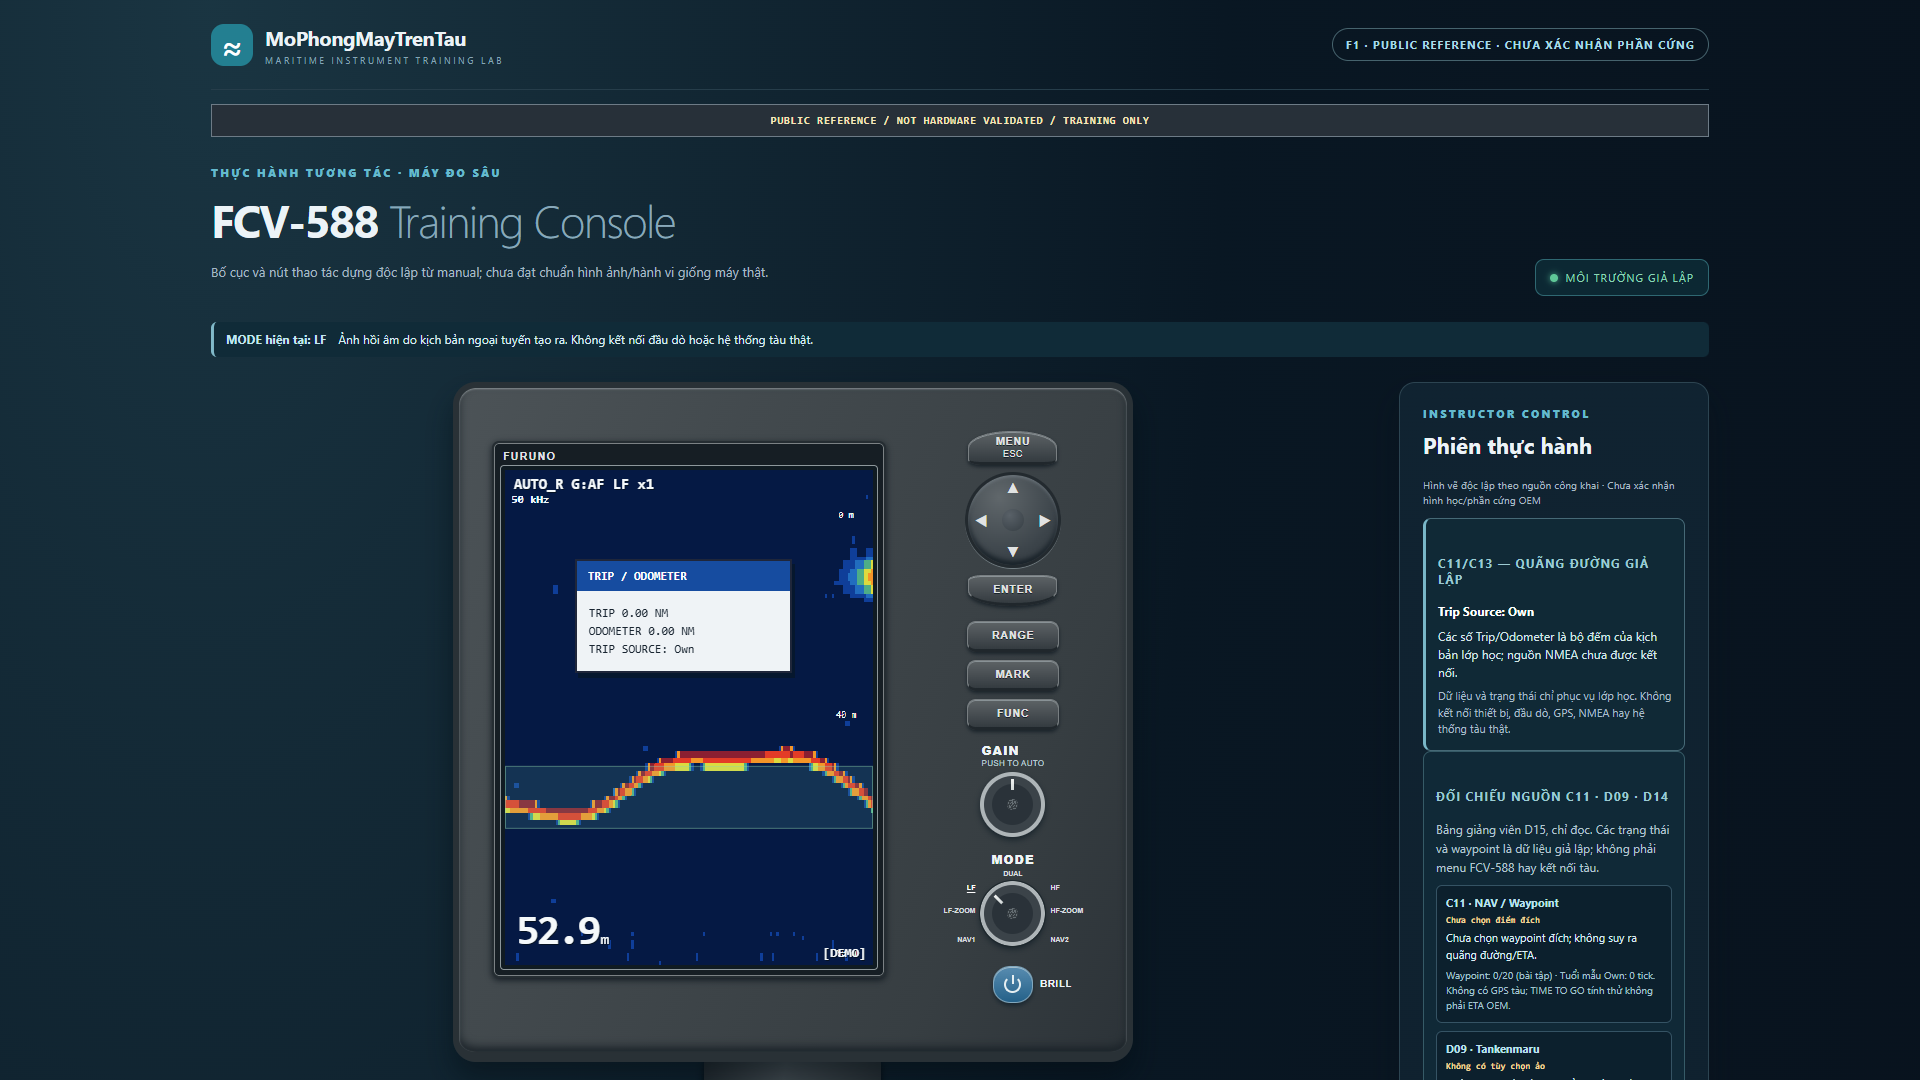 MoPhongMayTrenTau
MARITIME INSTRUMENT TRAINING LAB
F1 · PUBLIC REFERENCE · CHƯA XÁC NHẬN PHẦN CỨNG
PUBLIC REFERENCE / NOT HARDWARE VALIDATED / TRAINING ONLY
THỰC HÀNH TƯƠNG TÁC · MÁY ĐO SÂU
FCV-588 Training Console
Bố cục và nút thao tác dựng độc lập từ manual; chưa đạt chuẩn hình ảnh/hành vi giống máy thật.
MÔI TRƯỜNG GIẢ LẬP
MODE hiện tại: LF Ảnh hồi âm do kịch bản ngoại tuyến tạo ra. Không kết nối đầu dò hoặc hệ thống tàu thật.
FURUNO
AUTO_R G:AF LF x1
50 kHz
0 m
TRIP / ODOMETER
TRIP 0.00 NM
ODOMETER 0.00 NM
TRIP SOURCE: Own
40 m
52.9m
[DEMO]
MENU
ESC
▲
◀ ▶
▼
ENTER
RANGE
MARK
FUNC
GAIN
PUSH TO AUTO
MODE
DUAL
LF
HF
LF-ZOOM
HF-ZOOM
NAV1
NAV2
BRILL
INSTRUCTOR CONTROL
Phiên thực hành
Hình vẽ độc lập theo nguồn công khai · Chưa xác nhận
hình học/phần cứng OEM
C11/C13 — QUÃNG ĐƯỜNG GIẢ
LẬP
Trip Source: Own
Các số Trip/Odometer là bộ đếm của kịch
bản lớp học; nguồn NMEA chưa được kết
nối.
Dữ liệu và trạng thái chỉ phục vụ lớp học. Không
kết nối thiết bị, đầu dò, GPS, NMEA hay hệ
thống tàu thật.
ĐỐI CHIẾU NGUỒN C11 · D09 · D14
Bảng giảng viên D15, chỉ đọc. Các trạng thái
và waypoint là dữ liệu giả lập; không phải
menu FCV-588 hay kết nối tàu.
C11 · NAV / Waypoint
Chưa chọn điểm đích
Chưa chọn waypoint đích; không suy ra
quãng đường/ETA.
Waypoint: 0/20 (bài tập) · Tuổi mẫu Own: 0 tick.
Không có GPS tàu; TIME TO GO tính thử không
phải ETA OEM.
D09 · Tankenmaru
Không có tùy chọn ảo